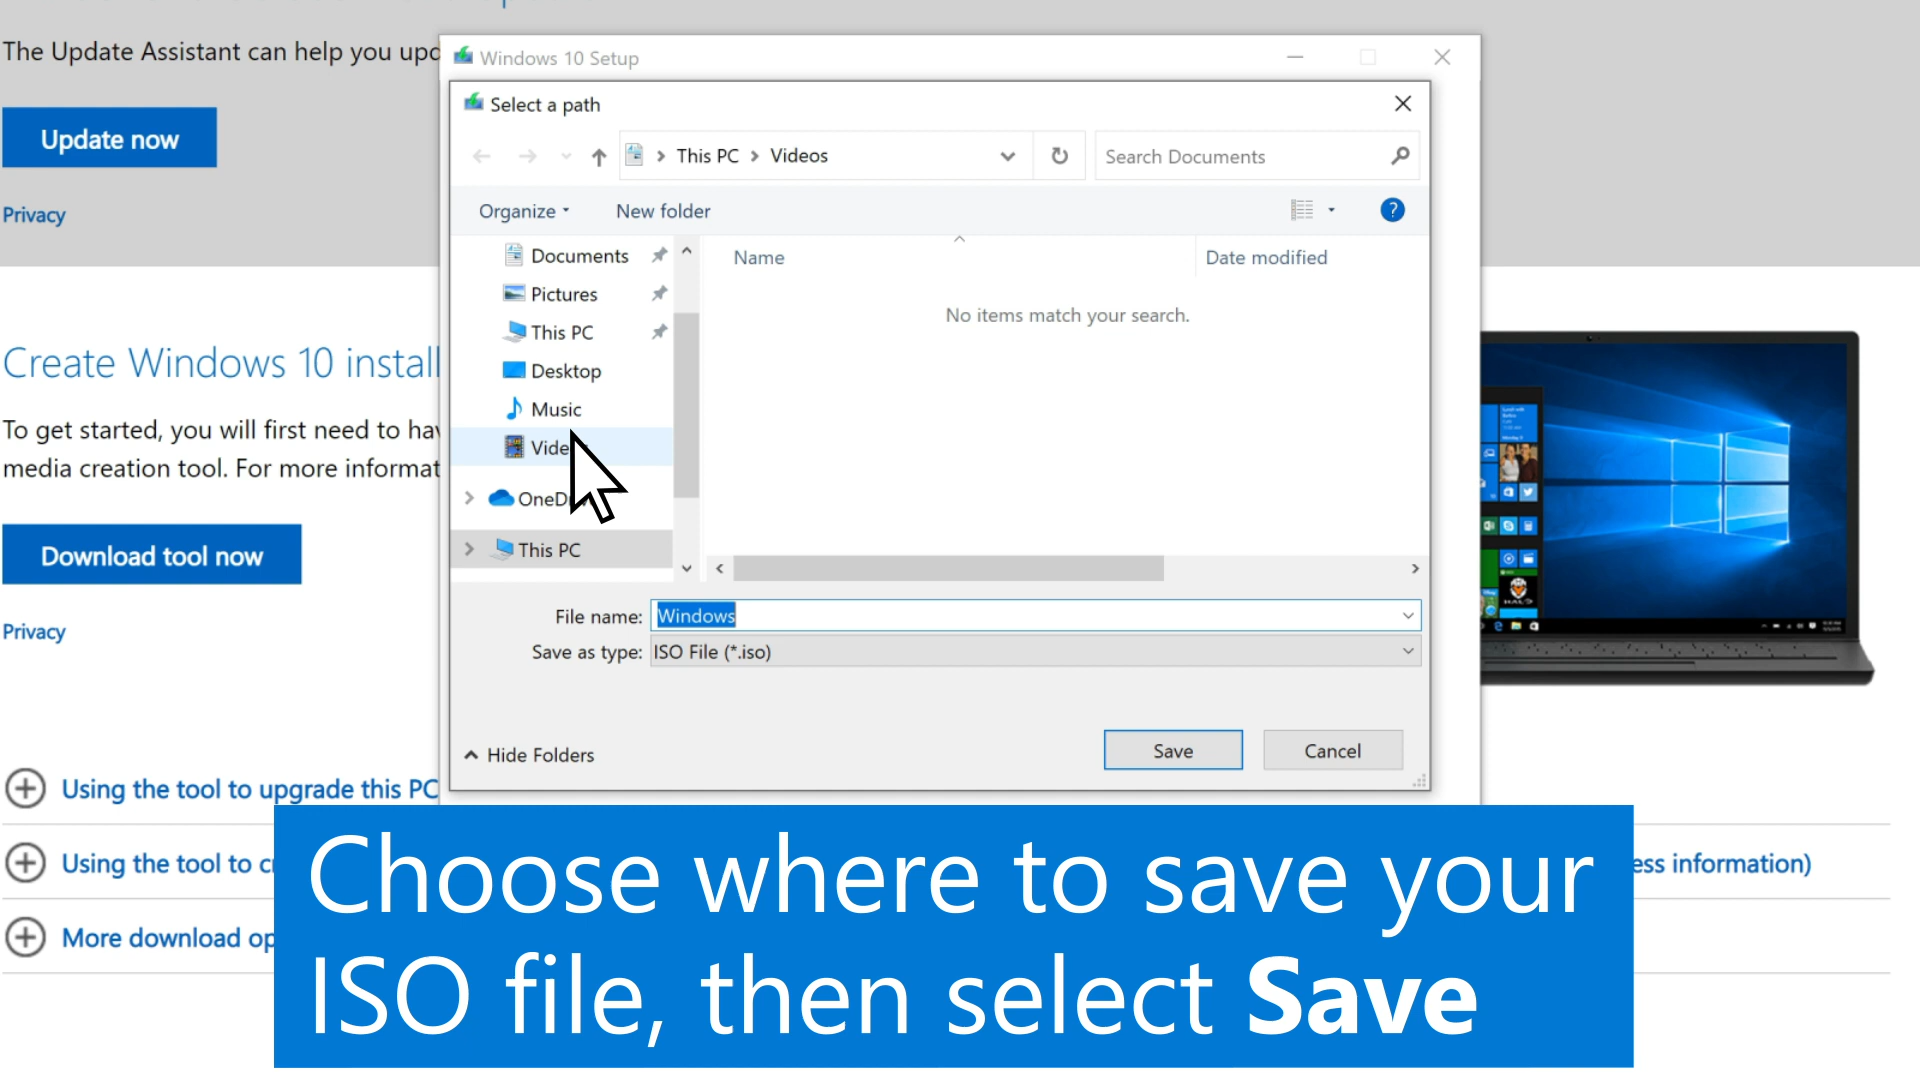 The Update Assistant can help you upd
Update now
Privacy
Create Windows 10 install
To get started, you will first need to hav
media creation tool. For more informat
Download tool now
Privacy
Using the tool to upgrade this PC
Using the tool to cr
ess information)
More download op
Windows 10 Setup
Select a path
This PC Videos
Search Documents
Organize
New folder
?
Documents
Pictures
This PC
Desktop
Music
Vide
OneD
This PC
Name
Date modified
No items match your search.
File name: Windows
Save as type: ISO File (*.iso)
Hide Folders
Save
Cancel
Choose where to save your
ISO file, then select Save